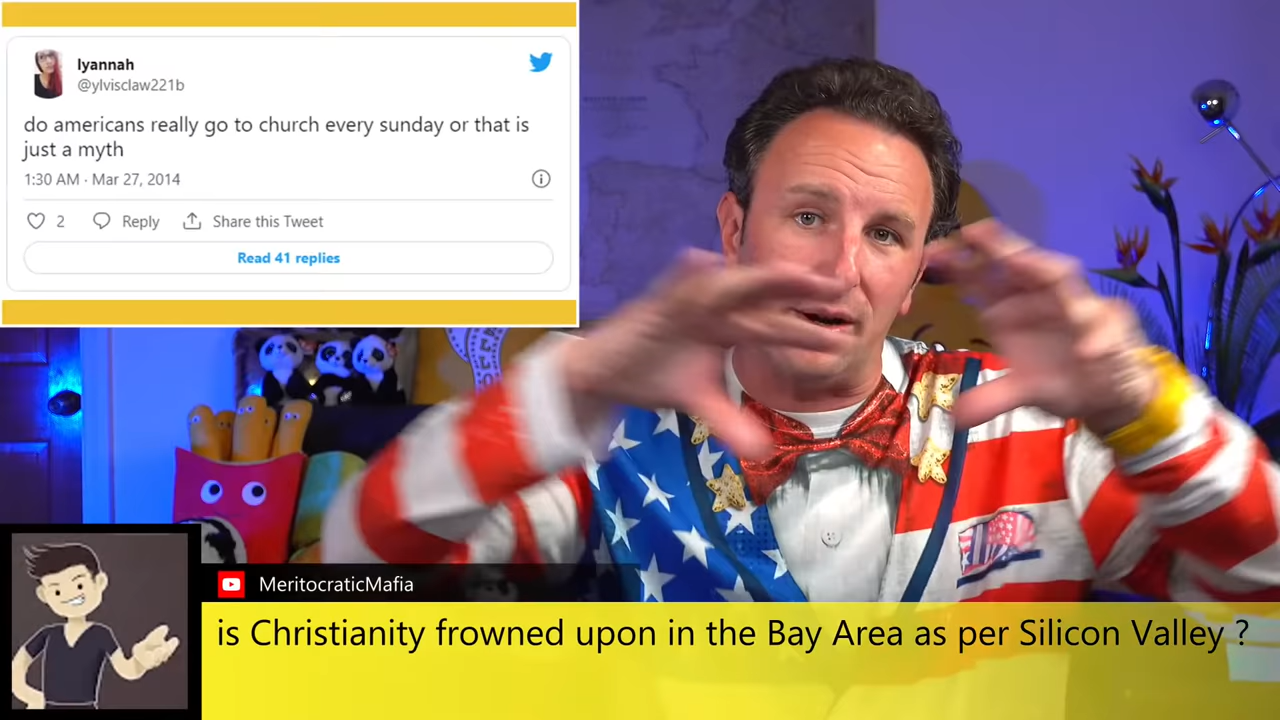 lyannah
@ylvisclaw221b
do americans really go to church every sunday or that is
just a myth
1:30 AM · Mar 27, 2014
2 Reply Share this Tweet
Read 41 replies
MeritocraticMafia
is Christianity frowned upon in the Bay Area as per Silicon Valley ?